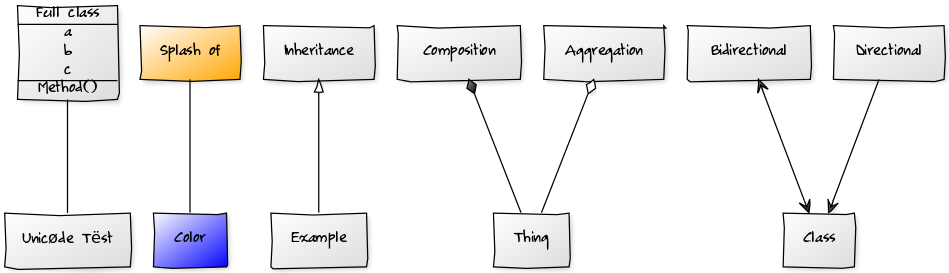 Full class
a
b
c
Method()
Splash of
Inheritance
Composition
Aggregation
Bidirectional
Directional
Unicøde Tëst
Color
Example
Thing
Class